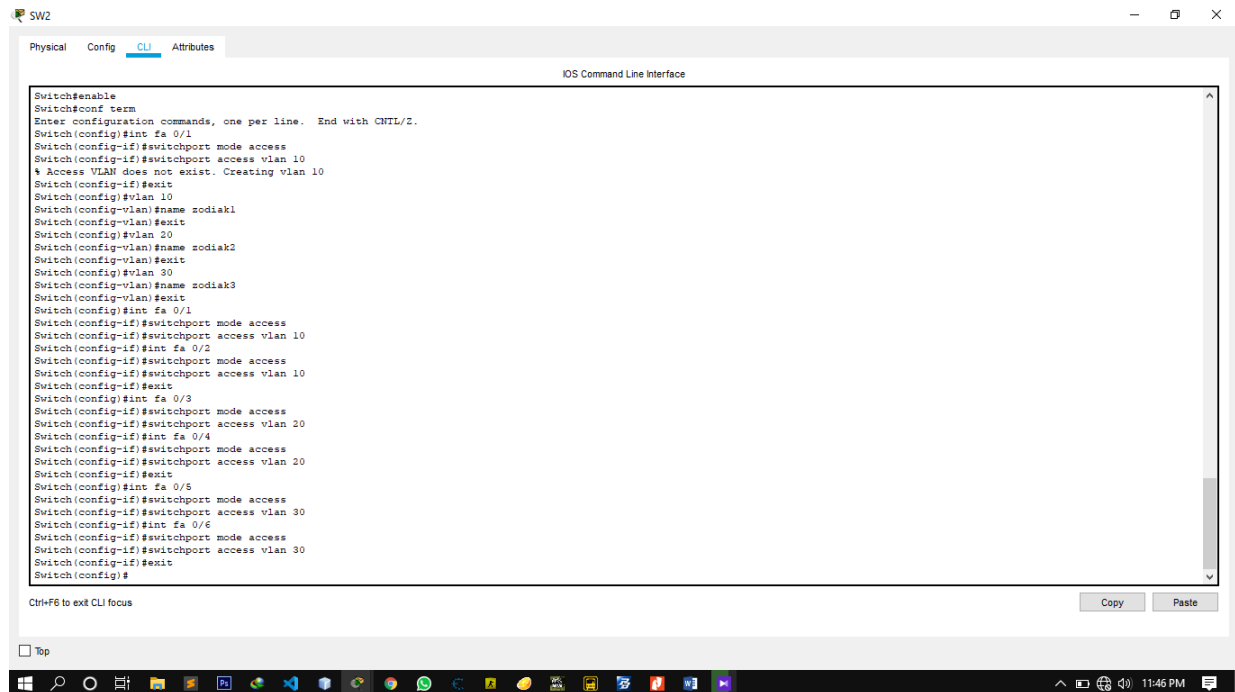 SW2
Physical Config CLI Attributes
IOS Command Line Interface
Switch#enable
Switch#conf term
Enter configuration commands, one per line.  End with CNTL/Z.
Switch(config)#int fa 0/1
Switch(config-if)#switchport mode access
Switch(config-if)#switchport access vlan 10
% Access VLAN does not exist. Creating vlan 10
Switch(config-if)#exit
Switch(config)#vlan 10
Switch(config-vlan)#name zodiak1
Switch(config-vlan)#exit
Switch(config)#vlan 20
Switch(config-vlan)#name zodiak2
Switch(config-vlan)#exit
Switch(config)#vlan 30
Switch(config-vlan)#name zodiak3
Switch(config-vlan)#exit
Switch(config)#int fa 0/1
Switch(config-if)#switchport mode access
Switch(config-if)#switchport access vlan 10
Switch(config-if)#int fa 0/2
Switch(config-if)#switchport mode access
Switch(config-if)#switchport access vlan 10
Switch(config-if)#exit
Switch(config)#int fa 0/3
Switch(config-if)#switchport mode access
Switch(config-if)#switchport access vlan 20
Switch(config-if)#int fa 0/4
Switch(config-if)#switchport mode access
Switch(config-if)#switchport access vlan 20
Switch(config-if)#exit
Switch(config)#int fa 0/5
Switch(config-if)#switchport mode access
Switch(config-if)#switchport access vlan 30
Switch(config-if)#int fa 0/6
Switch(config-if)#switchport mode access
Switch(config-if)#switchport access vlan 30
Switch(config-if)#exit
Switch(config)#
Ctrl+F6 to exit CLI focus
Copy Paste
Top
11:46 PM